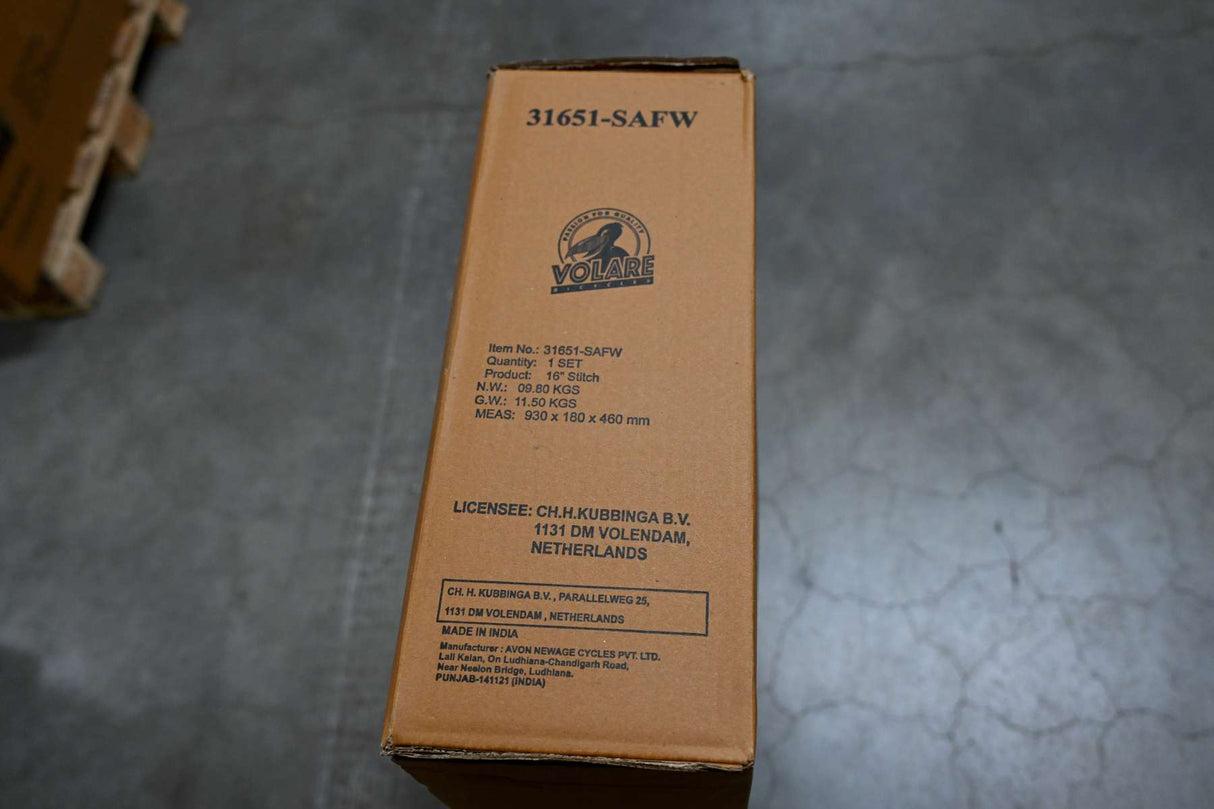 31651-SAFW
PASSION FOR QUALITY
VOLARE
BICYCLES
Item No.: 31651-SAFW
Quantity: 1 SET
Product: 16" Stitch
N.W.: 09.80 KGS
G.W.: 11.50 KGS
MEAS: 930 x 180 x 460 mm
LICENSEE: CH.H.KUBBINGA B.V.
1131 DM VOLENDAM,
NETHERLANDS
CH. H. KUBBINGA B.V. , PARALLELWEG 25,
1131 DM VOLENDAM , NETHERLANDS
MADE IN INDIA
Manufacturer : AVON NEWAGE CYCLES PVT. LTD.
Lali Kalan, On Ludhiana-Chandigarh Road,
Near Neelon Bridge, Ludhiana.
PUNJAB-141121 (INDIA)